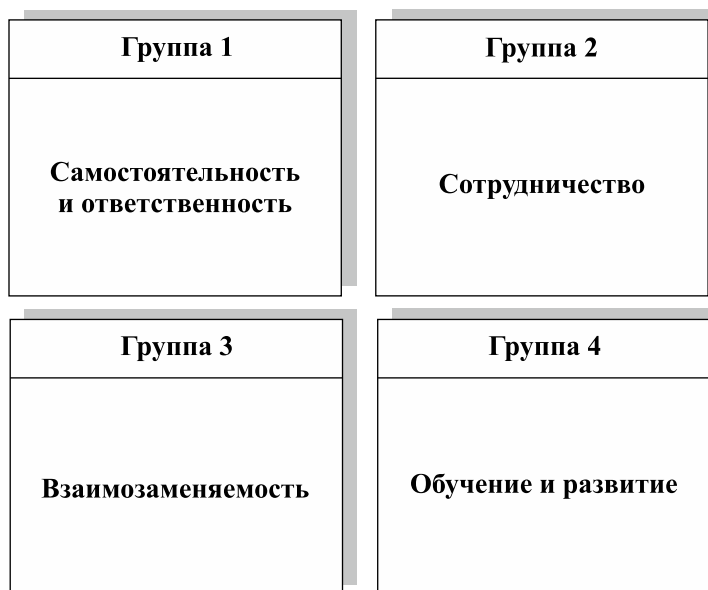 Группа 1
Самостоятельность
и ответственность
Группа 2
Сотрудничество
Группа 3
Взаимозаменяемость
Группа 4
Обучение и развитие